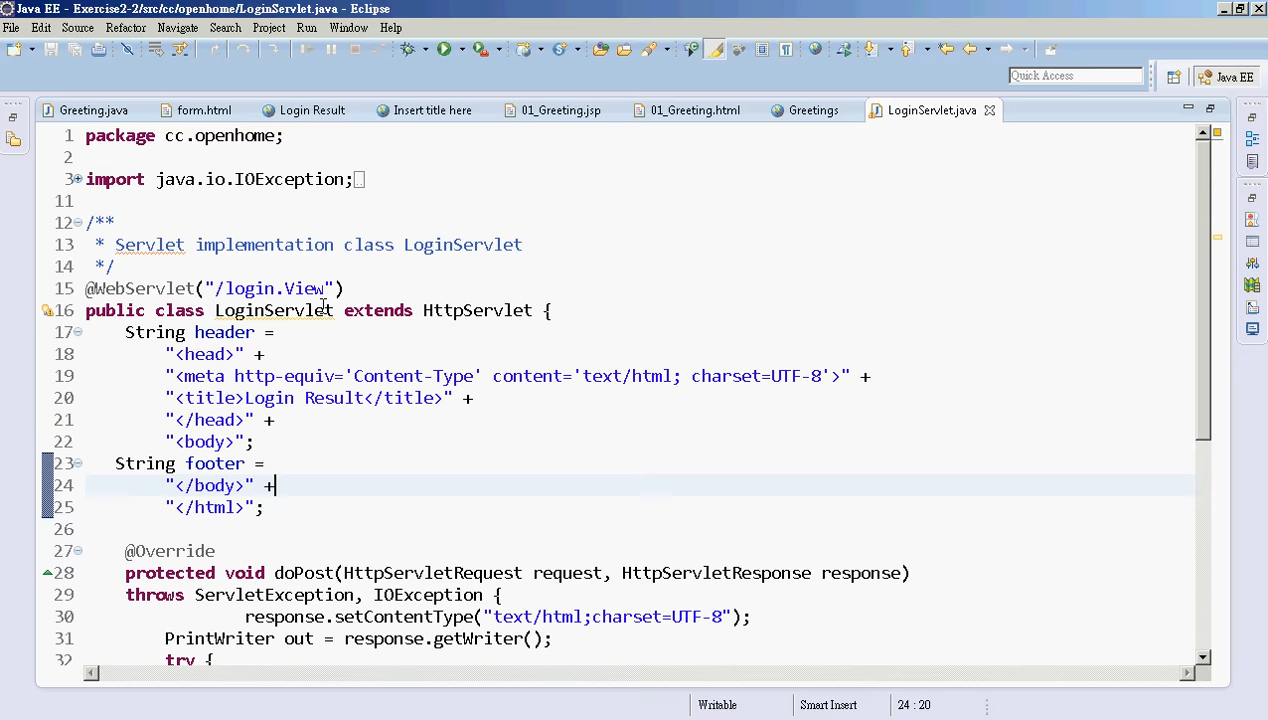 Java EE - Exercise2-2/src/cc/openhome/LoginServlet.java - Eclipse
File Edit Source Refactor Navigate Search Project Run Window Help
Quick Access
Java EE
Greeting.java form.html Login Result Insert title here 01_Greeting.jsp 01_Greeting.html Greetings LoginServlet.java
1 package cc.openhome;
2
3 import java.io.IOException;
11
12 /**
13 * Servlet implementation class LoginServlet
14 */
15 @WebServlet("/login.View")
16 public class LoginServlet extends HttpServlet {
17 String header =
18 "<head>" +
19 "<meta http-equiv='Content-Type' content='text/html; charset=UTF-8'>" +
20 "<title>Login Result</title>" +
21 "</head>" +
22 "<body>";
23 String footer =
24 "</body>" +
25 "</html>";
26
27 @Override
28 protected void doPost(HttpServletRequest request, HttpServletResponse response)
29 throws ServletException, IOException {
30 response.setContentType("text/html;charset=UTF-8");
31 PrintWriter out = response.getWriter();
32 try {
Writable Smart Insert 24 : 20